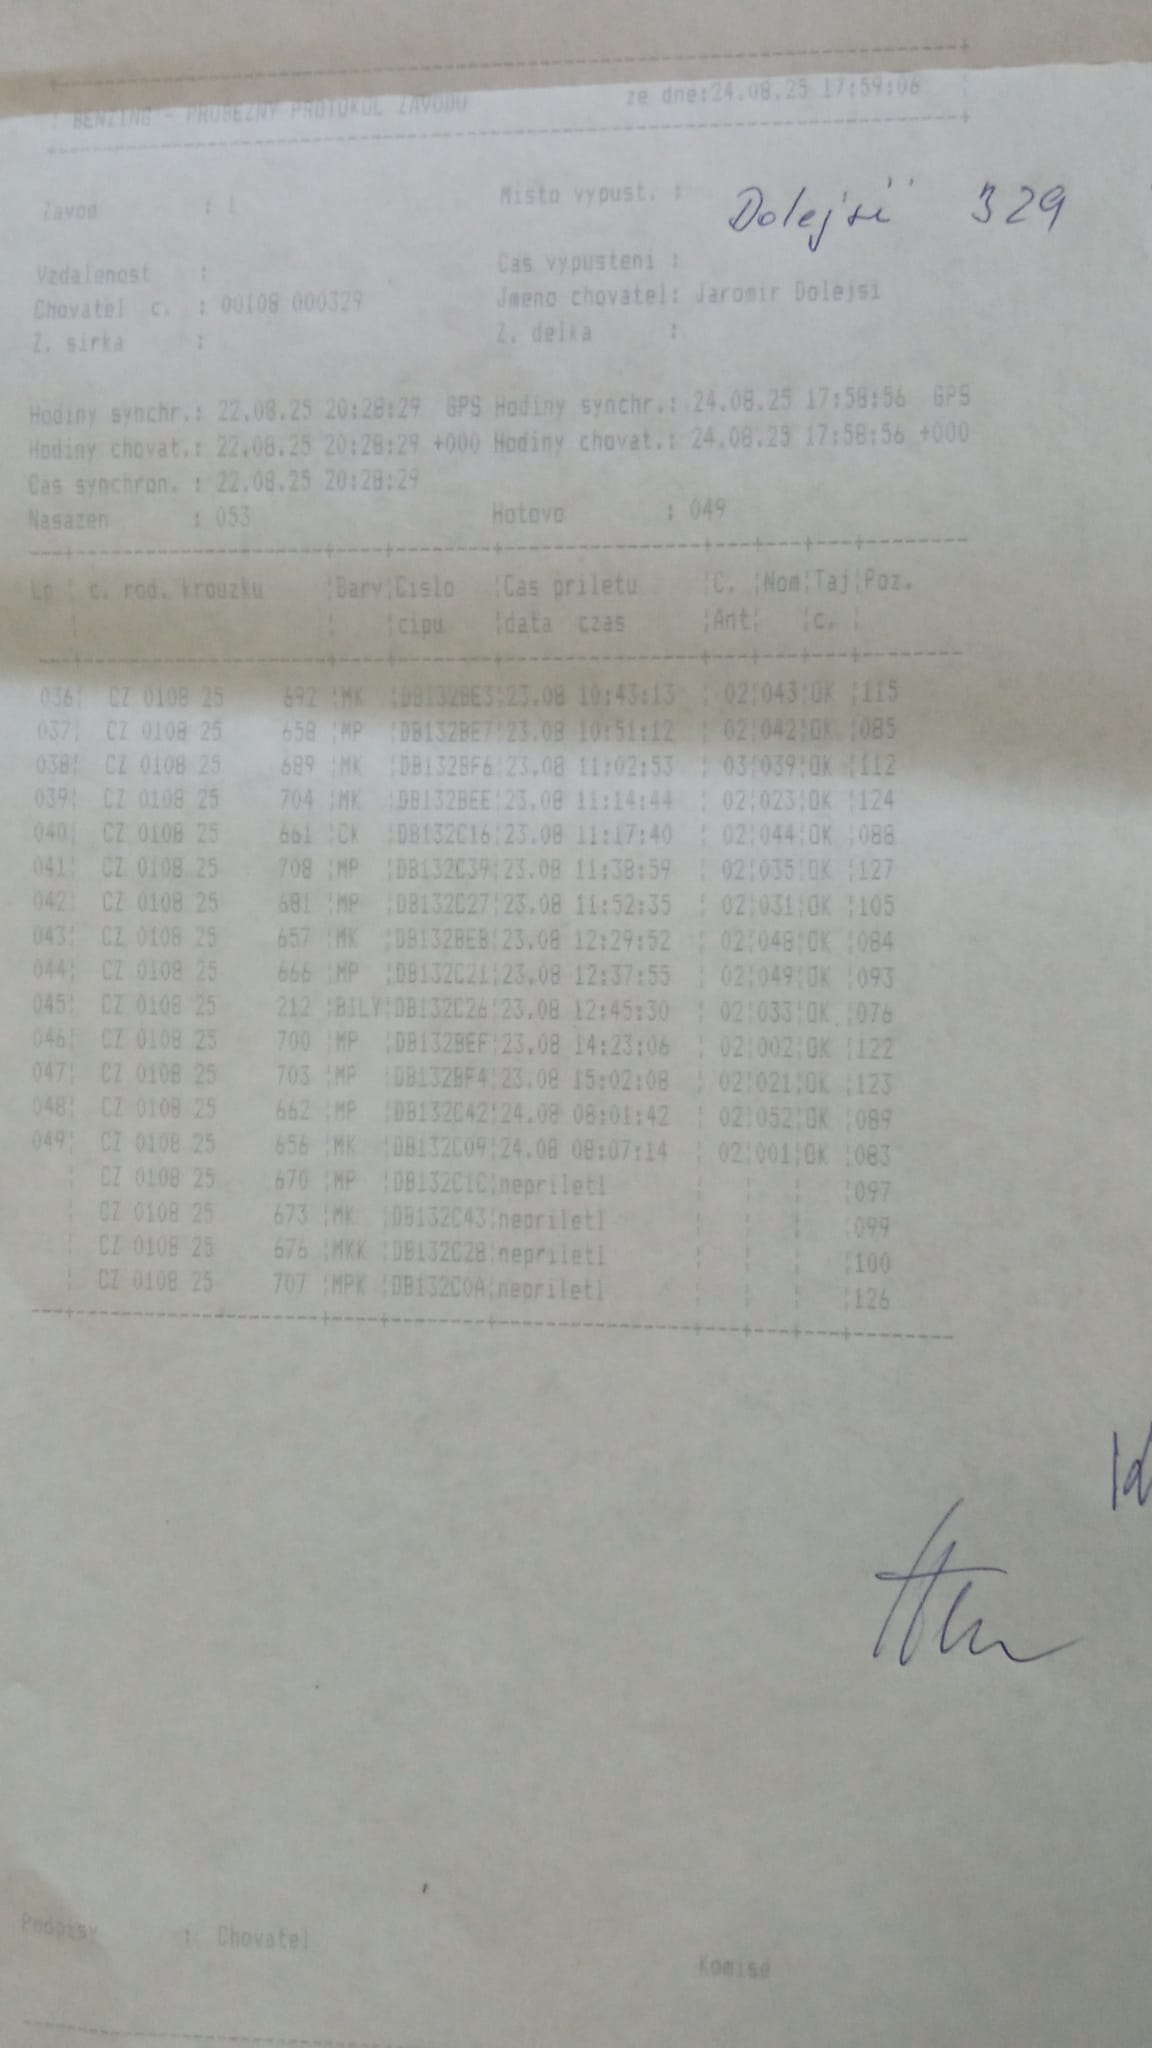 BENZING - PRUBEZNY PROTOKOL ZAVODU ze dne:24.08.25 17:59:06
Zavod : 1 Misto vypust. :
Dolejší 329
Vzdalenost : Cas vypusteni :
Chovatel c. : 00108 000329 Jmeno chovatel: Jaromir Dolejsi
Z. sirka : Z. delka :
Hodiny synchr.: 22.08.25 20:28:29 GPS Hodiny synchr.: 24.08.25 17:58:56 GPS
Hodiny chovat.: 22.08.25 20:28:29 +000 Hodiny chovat.: 24.08.25 17:58:56 +000
Cas synchron. : 22.08.25 20:28:29
Nasazen : 053 Hotovo : 049
Lp ¦ c. rod. krouzku ¦Barv¦Cislo ¦Cas priletu ¦C. ¦Nom¦Taj¦Poz.
¦ ¦ ¦cipu ¦data czas ¦Ant¦ ¦c. ¦
036¦ CZ 0108 25 692 ¦MK ¦DB132BE3¦23.08 10:43:13 ¦ 02¦043¦OK ¦115
037¦ CZ 0108 25 658 ¦MP ¦DB132BE7¦23.08 10:51:12 ¦ 02¦042¦OK ¦085
038¦ CZ 0108 25 689 ¦MK ¦DB132BF6¦23.08 11:02:53 ¦ 03¦039¦OK ¦112
039¦ CZ 0108 25 704 ¦MK ¦DB132BEE¦23.08 11:14:44 ¦ 02¦023¦OK ¦124
040¦ CZ 0108 25 661 ¦CK ¦DB132C16¦23.08 11:17:40 ¦ 02¦044¦OK ¦088
041¦ CZ 0108 25 708 ¦MP ¦DB132C39¦23.08 11:38:59 ¦ 02¦035¦OK ¦127
042¦ CZ 0108 25 681 ¦MP ¦DB132C27¦23.08 11:52:35 ¦ 02¦031¦OK ¦105
043¦ CZ 0108 25 657 ¦MK ¦DB132BEB¦23.08 12:29:52 ¦ 02¦048¦OK ¦084
044¦ CZ 0108 25 666 ¦MP ¦DB132C21¦23.08 12:37:55 ¦ 02¦049¦OK ¦093
045¦ CZ 0108 25 212 ¦BILY¦DB132C26¦23.08 12:45:30 ¦ 02¦033¦OK ¦076
046¦ CZ 0108 25 700 ¦MP ¦DB132BEF¦23.08 14:23:06 ¦ 02¦002¦OK ¦122
047¦ CZ 0108 25 703 ¦MP ¦DB132BF4¦23.08 15:02:08 ¦ 02¦021¦OK ¦123
048¦ CZ 0108 25 662 ¦MP ¦DB132C42¦24.08 08:01:42 ¦ 02¦052¦OK ¦089
049¦ CZ 0108 25 656 ¦MK ¦DB132C09¦24.08 08:07:14 ¦ 02¦001¦OK ¦083
¦ CZ 0108 25 670 ¦MP ¦DB132C1C¦nepriletl ¦ ¦ ¦ ¦097
¦ CZ 0108 25 673 ¦MK ¦DB132C43¦nepriletl ¦ ¦ ¦ ¦099
¦ CZ 0108 25 676 ¦MKK ¦DB132C28¦nepriletl ¦ ¦ ¦ ¦100
¦ CZ 0108 25 707 ¦MPK ¦DB132C0A¦nepriletl ¦ ¦ ¦ ¦126
Podpisy : Chovatel Komise